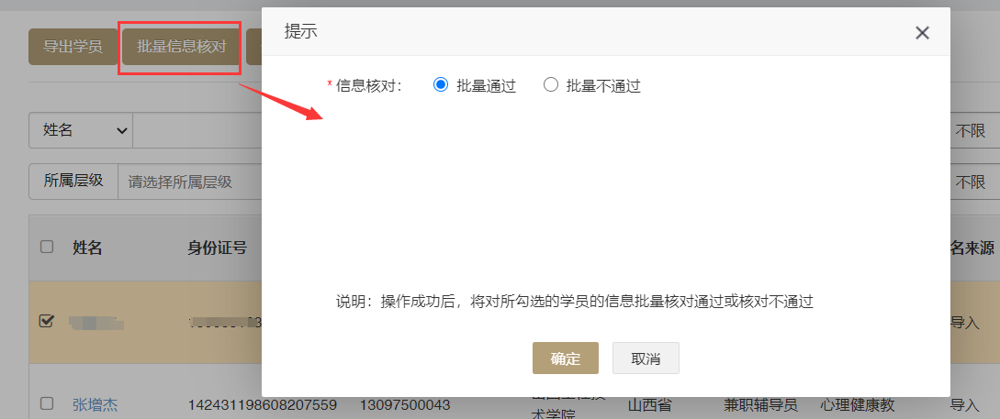 提示
导出学员
批量信息核对
*信息核对： 批量通过 批量不通过
姓名
不限
所属层级 请选择所属层级
不限
姓名 身份证号
名来源
说明：操作成功后，将对所勾选的学员的信息批量核对通过或核对不通过
导入
确定 取消
张增杰 142431198608207559 13097500043
术学院
山西省 兼职辅导员 心理健康教 导入